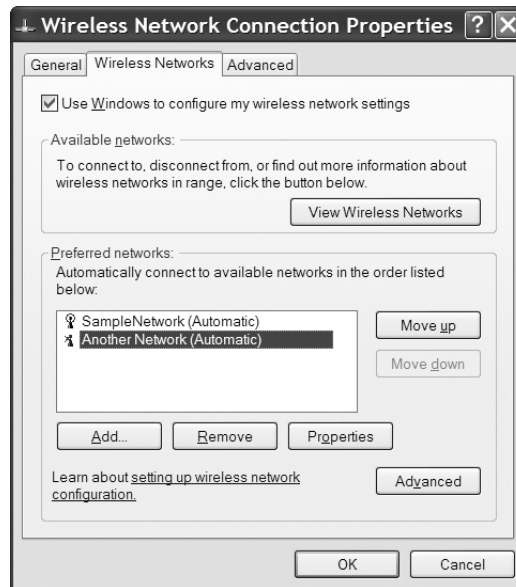 Wireless Network Connection Properties
General Wireless Networks Advanced
Use Windows to configure my wireless network settings
Available networks:
To connect to, disconnect from, or find out more information about
wireless networks in range, click the button below.
View Wireless Networks
Preferred networks:
Automatically connect to available networks in the order listed
below:
SampleNetwork (Automatic)
Another Network (Automatic)
Move up
Move down
Add... Remove Properties
Learn about setting up wireless network
configuration.
Advanced
OK Cancel